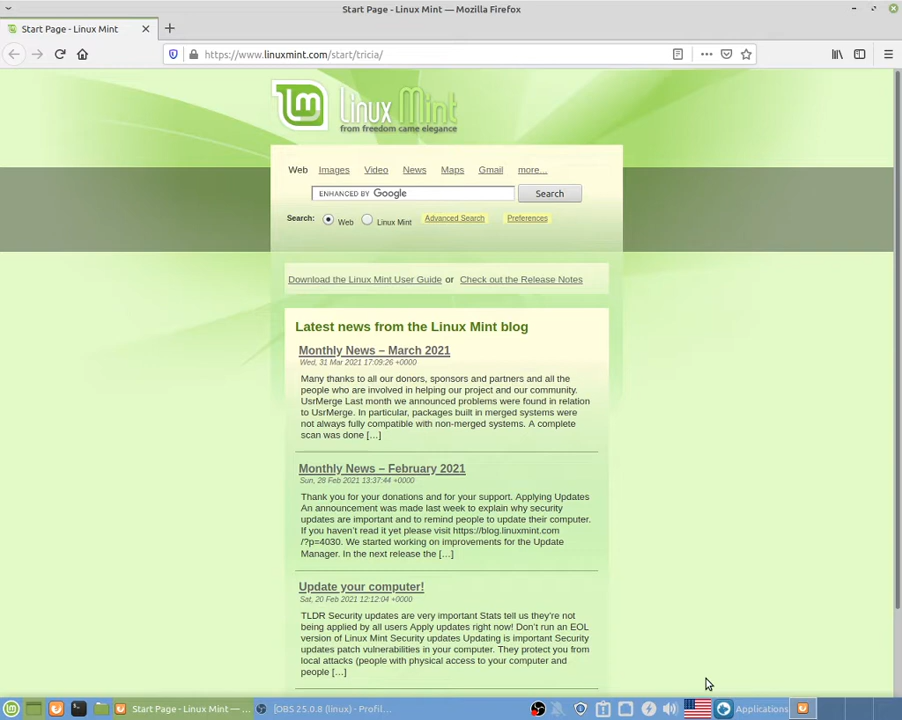 Start Page - Linux Mint — Mozilla Firefox
Start Page - Linux Mint
https://www.linuxmint.com/start/tricia/
Linux Mint
from freedom came elegance
Web Images Video News Maps Gmail more...
ENHANCED BY Google Search
Search: Web Linux Mint Advanced Search Preferences
Download the Linux Mint User Guide or Check out the Release Notes
Latest news from the Linux Mint blog
Monthly News – March 2021
Wed, 31 Mar 2021 17:09:26 +0000
Many thanks to all our donors, sponsors and partners and all the
people who are involved in helping our project and our community.
UsrMerge Last month we announced problems were found in relation
to UsrMerge. In particular, packages built in merged systems were
not always fully compatible with non-merged systems. A complete
scan was done […]
Monthly News – February 2021
Sun, 28 Feb 2021 13:37:44 +0000
Thank you for your donations and for your support. Applying Updates
An announcement was made last week to explain why security
updates are important and to remind people to update their computer.
If you haven't read it yet please visit https://blog.linuxmint.com
/?p=4030. We started working on improvements for the Update
Manager. In the next release the […]
Update your computer!
Sat, 20 Feb 2021 12:12:04 +0000
TLDR Security updates are very important Stats tell us they're not
being applied by all users Apply updates right now! Don't run an EOL
version of Linux Mint Security updates Updating is important Security
updates patch vulnerabilities in your computer. They protect you from
local attacks (people with physical access to your computer and
people […]
Start Page - Linux Mint — ... [OBS 25.0.8 (linux) - Profil... Applications